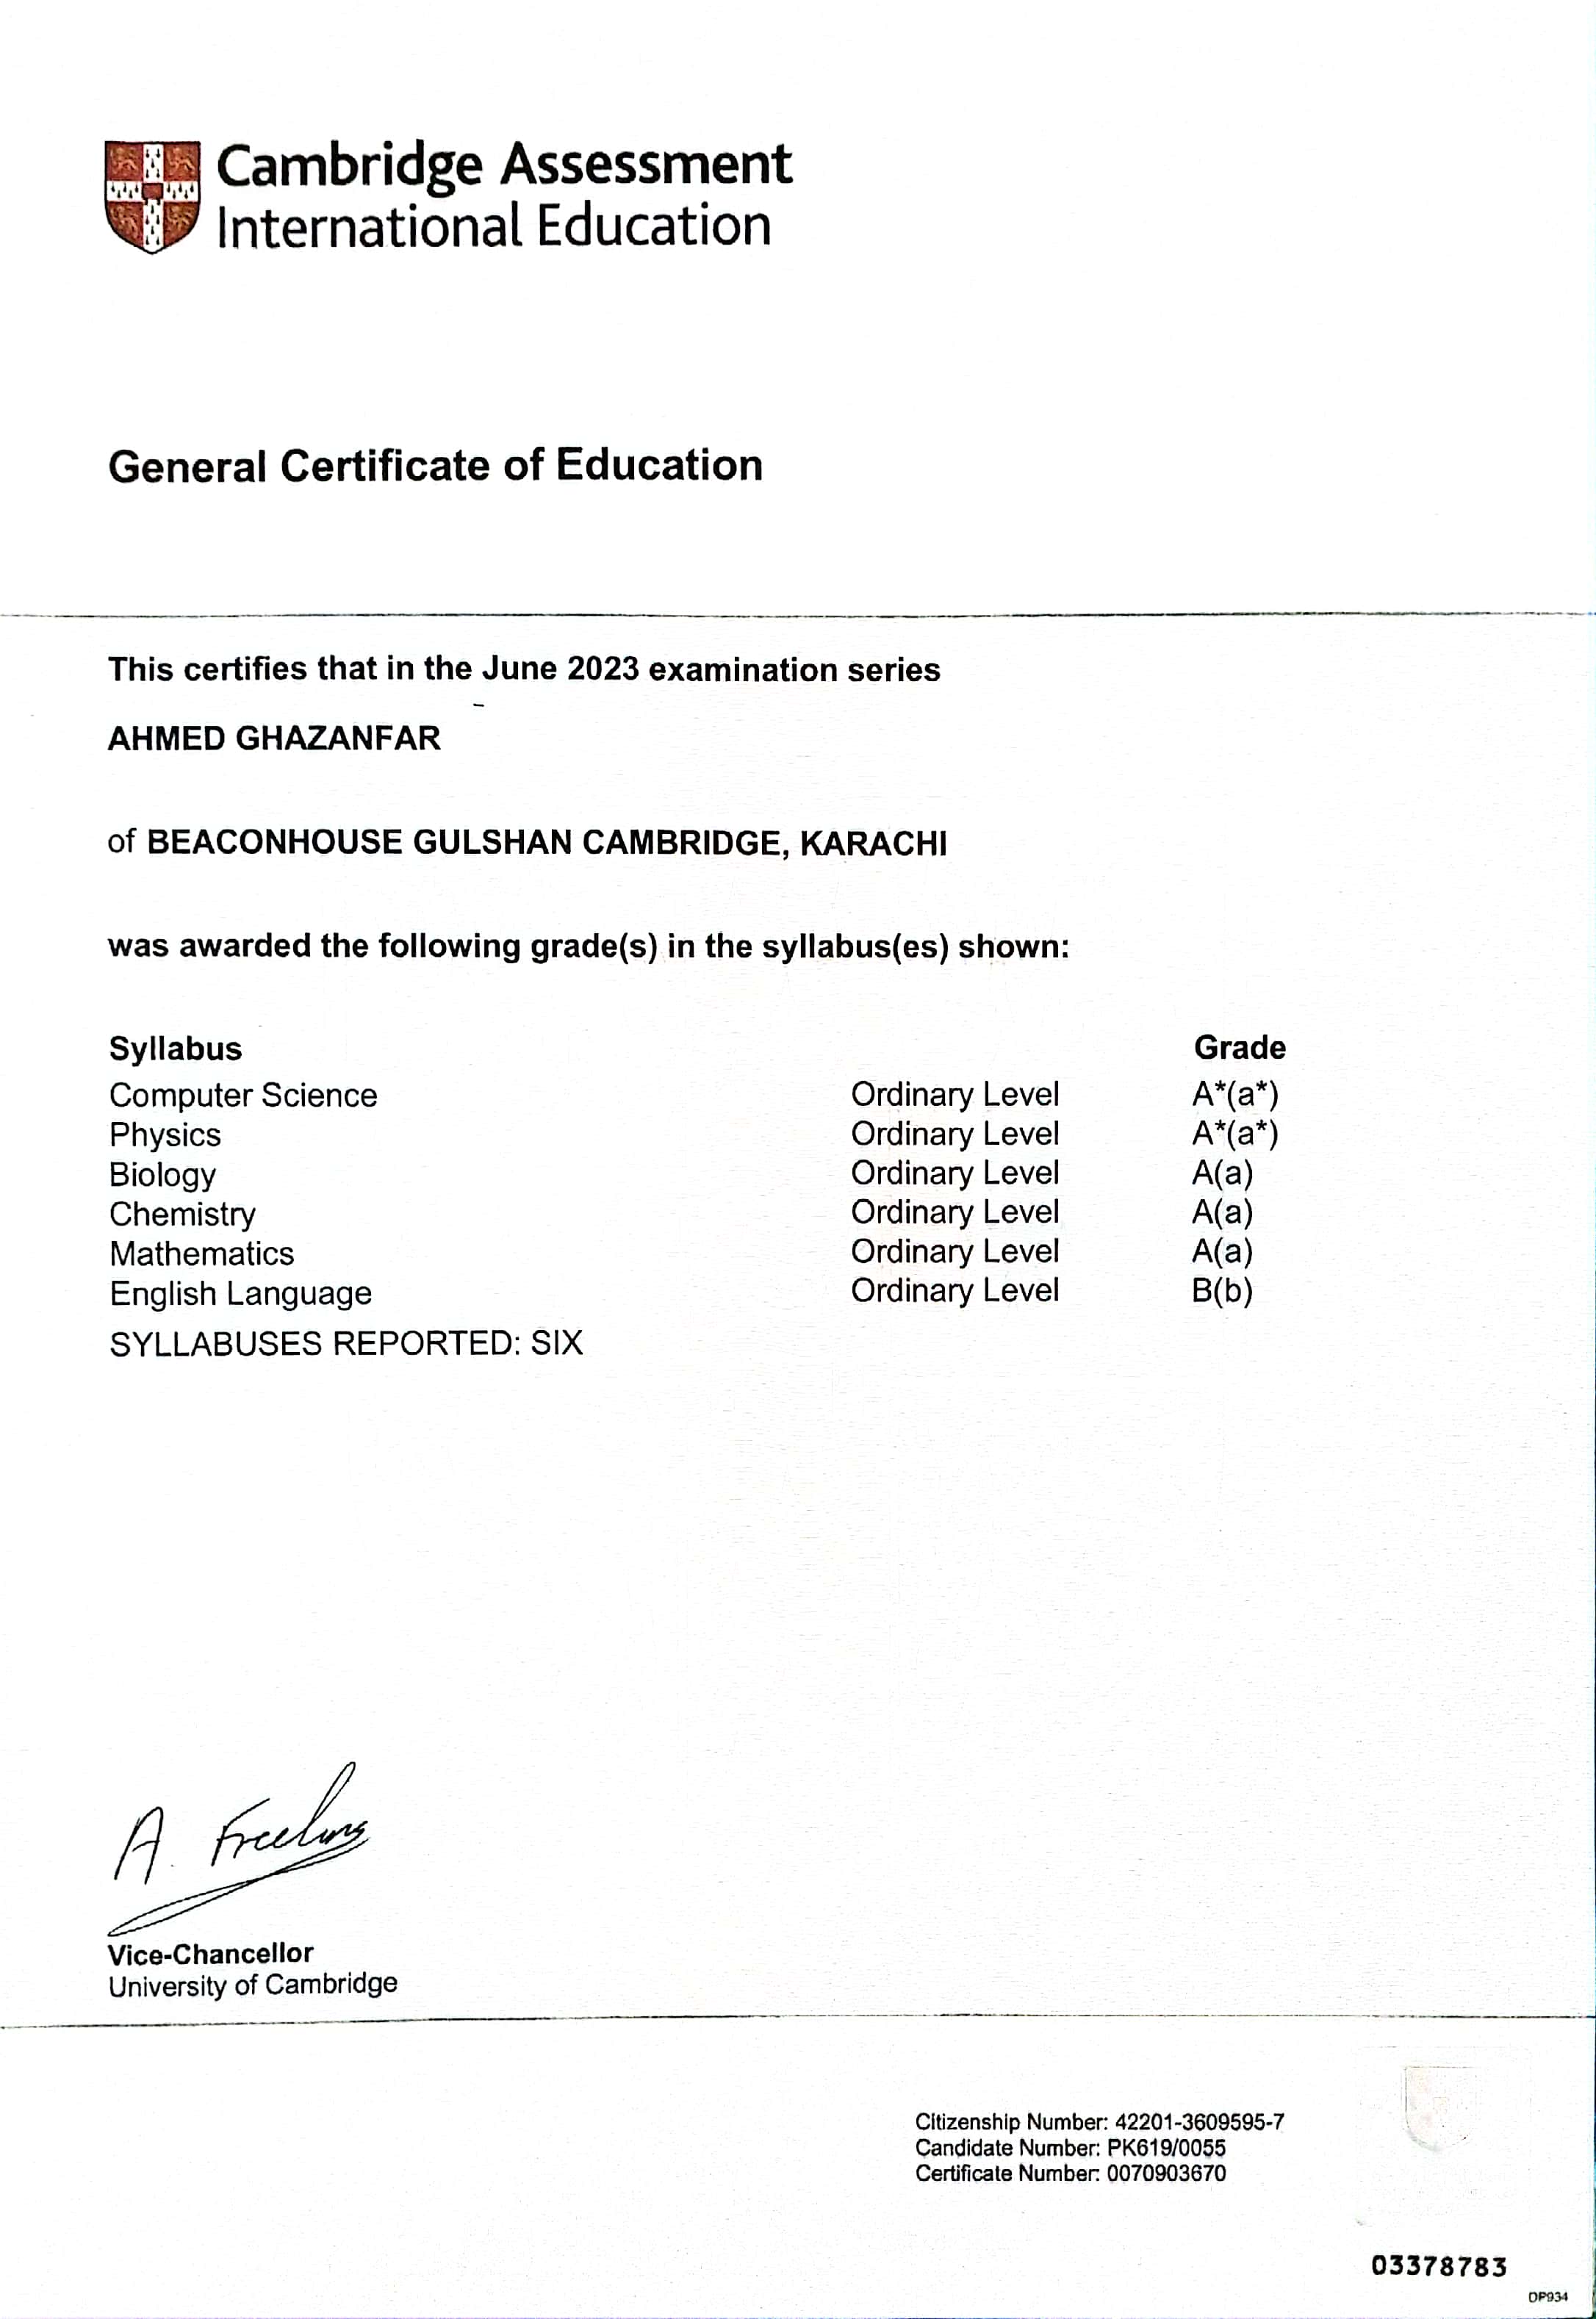 Cambridge Assessment
International Education
General Certificate of Education
This certifies that in the June 2023 examination series
AHMED GHAZANFAR
of BEACONHOUSE GULSHAN CAMBRIDGE, KARACHI
was awarded the following grade(s) in the syllabus(es) shown:
Syllabus Grade
Computer Science Ordinary Level A*(a*)
Physics Ordinary Level A*(a*)
Biology Ordinary Level A(a)
Chemistry Ordinary Level A(a)
Mathematics Ordinary Level A(a)
English Language Ordinary Level B(b)
SYLLABUSES REPORTED: SIX
A. Freeling
Vice-Chancellor
University of Cambridge
Citizenship Number: 42201-3609595-7
Candidate Number: PK619/0055
Certificate Number: 0070903670
03378783
DP934